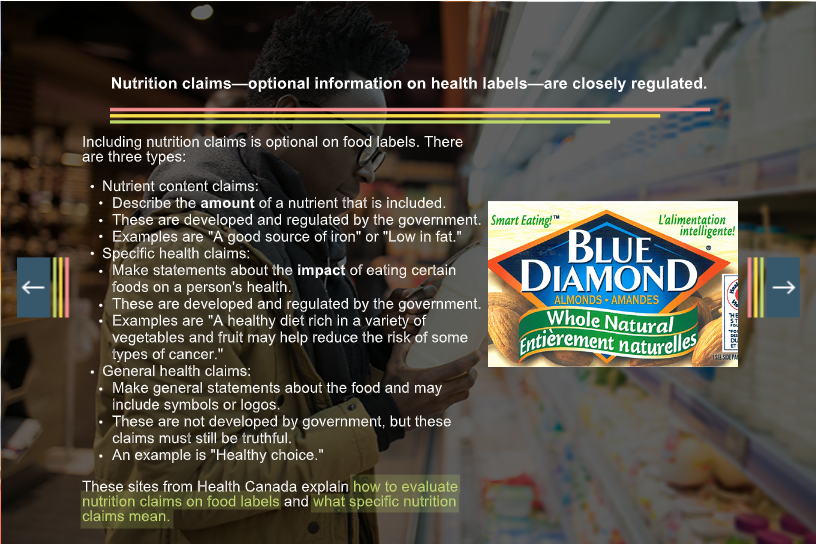 Nutrition claims—optional information on health labels—are closely regulated.
Including nutrition claims is optional on food labels. There
are three types:
• Nutrient content claims:
• Describe the amount of a nutrient that is included.
• These are developed and regulated by the government.
• Examples are "A good source of iron" or "Low in fat."
• Specific health claims:
• Make statements about the impact of eating certain
foods on a person's health.
• These are developed and regulated by the government.
• Examples are "A healthy diet rich in a variety of
vegetables and fruit may help reduce the risk of some
types of cancer."
• General health claims:
• Make general statements about the food and may
include symbols or logos.
• These are not developed by government, but these
claims must still be truthful.
• An example is "Healthy choice."
These sites from Health Canada explain how to evaluate
nutrition claims on food labels and what specific nutrition
claims mean.
Smart Eating!™
L'alimentation
intelligente!
BLUE
DIAMOND®
ALMONDS • AMANDES
Whole Natural
Entièrement naturelles